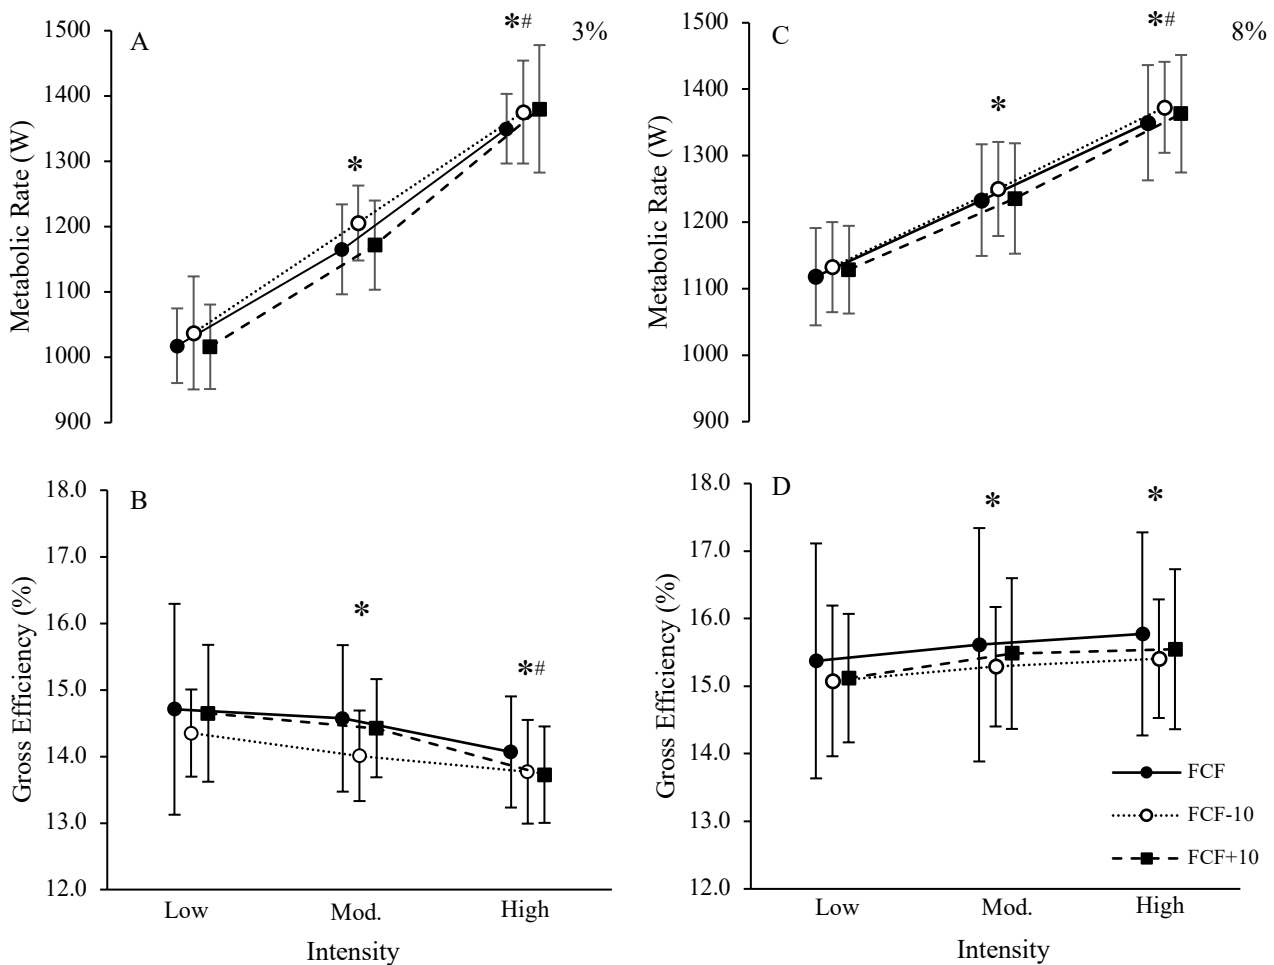 A
3%
*#
*
1500
1400
1300
1200
1100
1000
900
Metabolic Rate (W)
C
8%
*#
*
1500
1400
1300
1200
1100
1000
900
Metabolic Rate (W)
B
*
*#
18.0
17.0
16.0
15.0
14.0
13.0
12.0
Gross Efficiency (%)
Low Mod. High
Intensity
D
*
*
18.0
17.0
16.0
15.0
14.0
13.0
12.0
Gross Efficiency (%)
FCF
FCF-10
FCF+10
Low Mod. High
Intensity